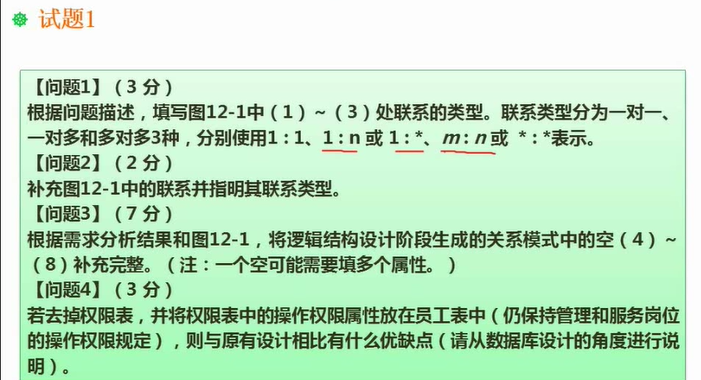 试题1
【问题1】（3 分）
根据问题描述，填写图12-1中（1）～（3）处联系的类型。联系类型分为一对一、
一对多和多对多3种，分别使用1：1、1：n 或 1：*、m：n 或 *：*表示。
【问题2】（2 分）
补充图12-1中的联系并指明其联系类型。
【问题3】（7 分）
根据需求分析结果和图12-1，将逻辑结构设计阶段生成的关系模式中的空（4）～
（8）补充完整。（注：一个空可能需要填多个属性。）
【问题4】（3 分）
若去掉权限表，并将权限表中的操作权限属性放在员工表中（仍保持管理和服务岗位
的操作权限规定），则与原有设计相比有什么优缺点（请从数据库设计的角度进行说
明）。